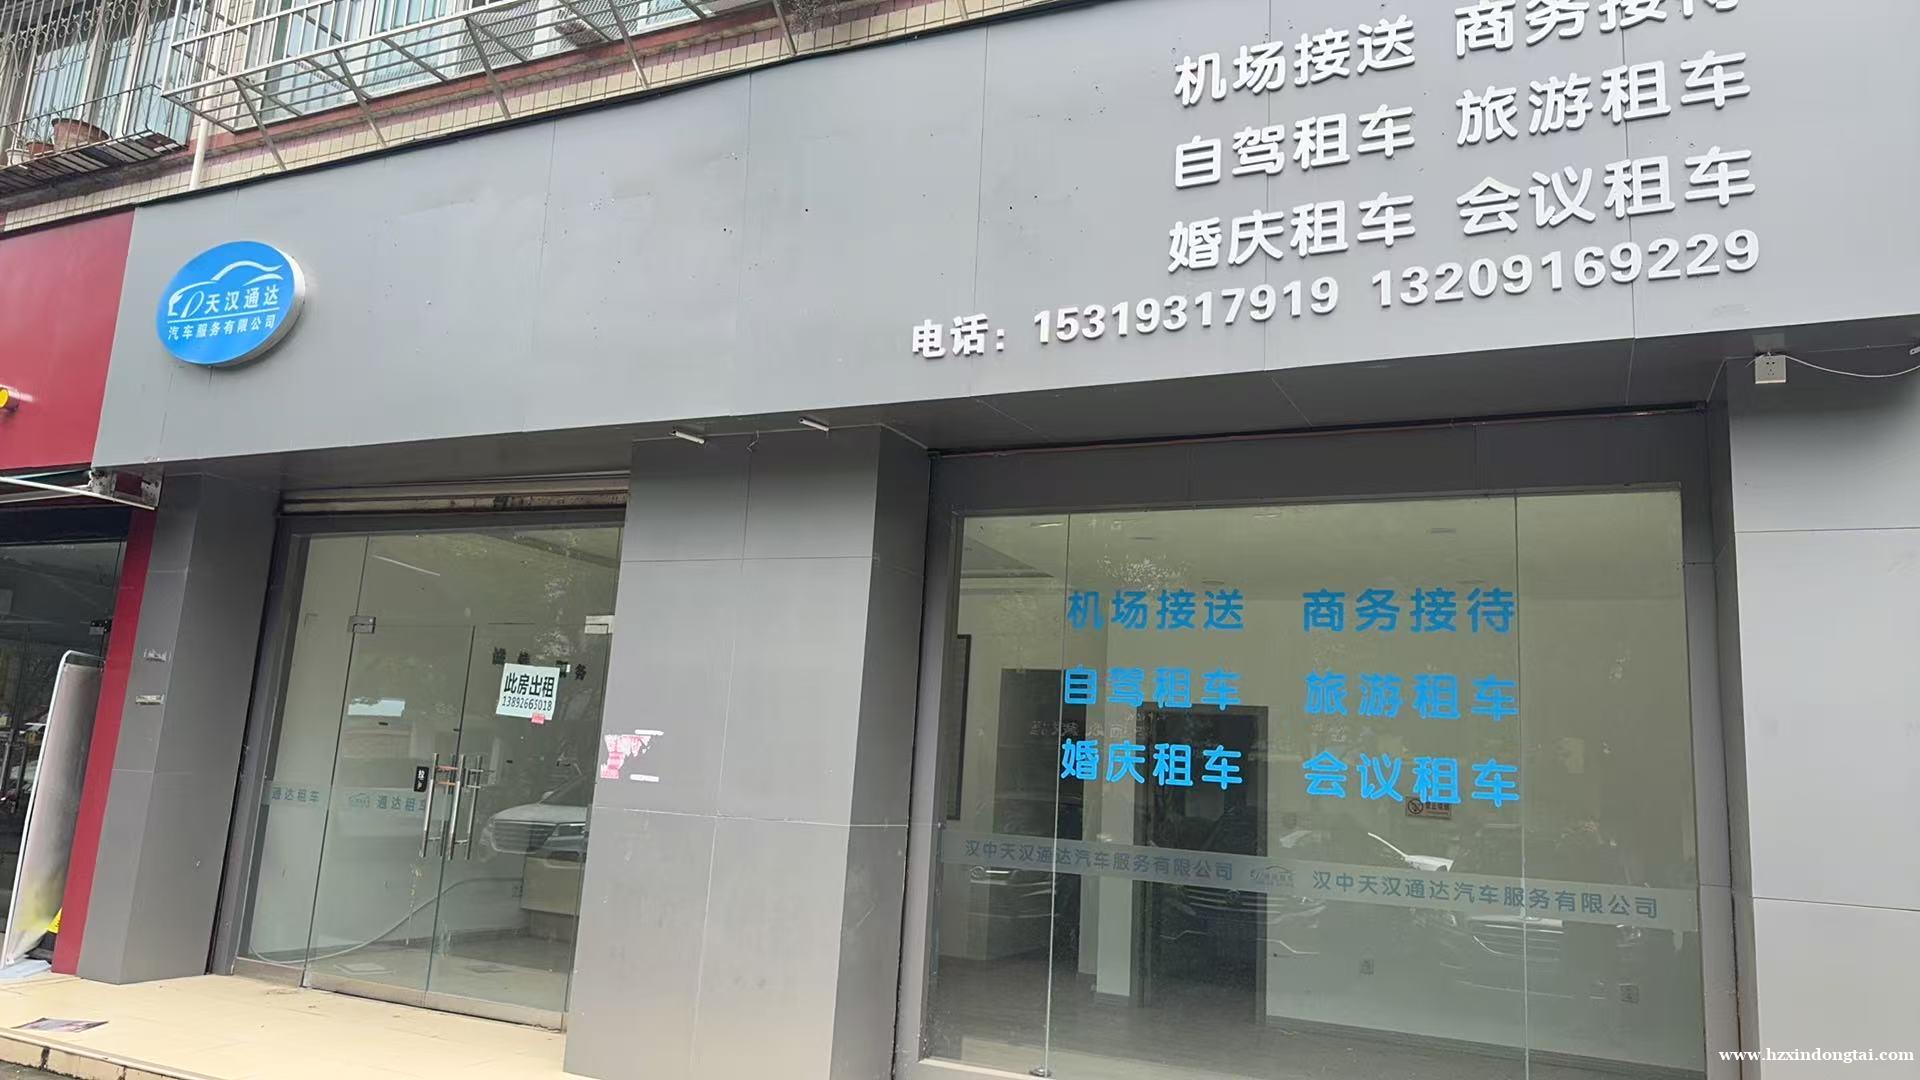 机场接送 商务接待
自驾租车 旅游租车
婚庆租车 会议租车
电话：15319317919 13209169229
天汉通达
汽车服务有限公司
此房出租
13892665018
通达租车 通达租车
机场接送 商务接待
自驾租车 旅游租车
婚庆租车 会议租车
汉中天汉通达汽车服务有限公司 汉中天汉通达汽车服务有限公司
www.hzxindongtai.com